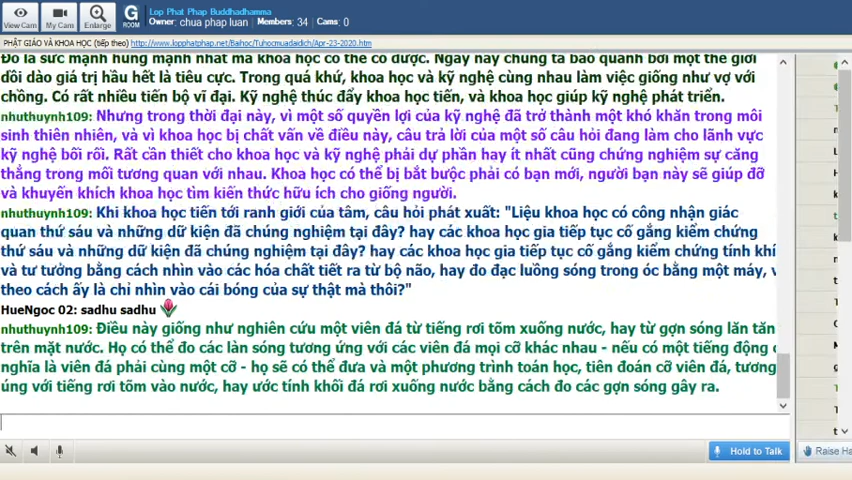 Lop Phat Phap Buddhadhamma
Owner: chua phap luan Members: 34 Cams: 0
View Cam My Cam Enlarge G ROOM
PHẬT GIÁO VÀ KHOA HỌC (tiếp theo) http://www.lopphatphap.net/Baihoc/Tuhocmuadaidich/Apr-23-2020.htm
Đó là sức mạnh hùng mạnh nhất mà khoa học có thể có được. Ngày nay chúng ta bao quanh bởi một thế giới
dồi dào giá trị hầu hết là tiêu cực. Trong quá khứ, khoa học và kỹ nghệ cùng nhau làm việc giống như vợ với
chồng. Có rất nhiều tiến bộ vĩ đại. Kỹ nghệ thúc đẩy khoa học tiến, và khoa học giúp kỹ nghệ phát triển.
nhuthuynh109: Nhưng trong thời đại này, vì một số quyền lợi của kỹ nghệ đã trở thành một khó khăn trong môi
sinh thiên nhiên, và vì khoa học bị chất vấn về điều này, câu trả lời của một số câu hỏi đang làm cho lãnh vực
kỹ nghệ bối rối. Rất cần thiết cho khoa học và kỹ nghệ phải dự phần hay ít nhất cũng chứng nghiệm sự căng
thẳng trong mối tương quan với nhau. Khoa học có thể bị bắt buộc phải có bạn mới, người bạn này sẽ giúp đỡ
và khuyến khích khoa học tìm kiến thức hữu ích cho giống người.
nhuthuynh109: Khi khoa học tiến tới ranh giới của tâm, câu hỏi phát xuất: "Liệu khoa học có công nhận giác
quan thứ sáu và những dữ kiện đã chúng nghiệm tại đây? hay các khoa học gia tiếp tục cố gắng kiểm chứng
thứ sáu và những dữ kiện đã chúng nghiệm tại đây? hay các khoa học gia tiếp tục cố gắng kiểm chứng tính khí
và tư tưởng bằng cách nhìn vào các hóa chất tiết ra từ bộ não, hay đo đạc luồng sóng trong óc bằng một máy, v
theo cách ấy là chỉ nhìn vào cái bóng của sự thật mà thôi?"
HueNgoc 02: sadhu sadhu
nhuthuynh109: Điều này giống như nghiên cứu một viên đá từ tiếng rơi tõm xuống nước, hay từ gợn sóng lăn tăn
trên mặt nước. Họ có thể đo các làn sóng tương ứng với các viên đá mọi cỡ khác nhau - nếu có một tiếng động
nghĩa là viên đá phải cùng một cỡ - họ sẽ có thể đưa và một phương trình toán học, tiên đoán cỡ viên đá, tương
úng với tiếng rơi tõm vào nước, hay ước tính khối đá rơi xuống nước bằng cách đo các gợn sóng gây ra.
Hold to Talk Raise Ha